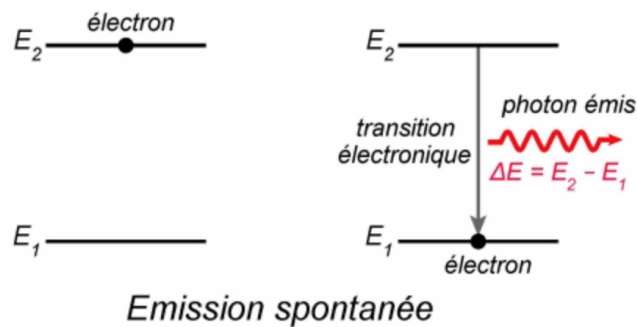 électron
E₂
E₁
E₂
transition
électronique
photon émis
ΔE = E₂ − E₁
E₁
électron
Emission spontanée